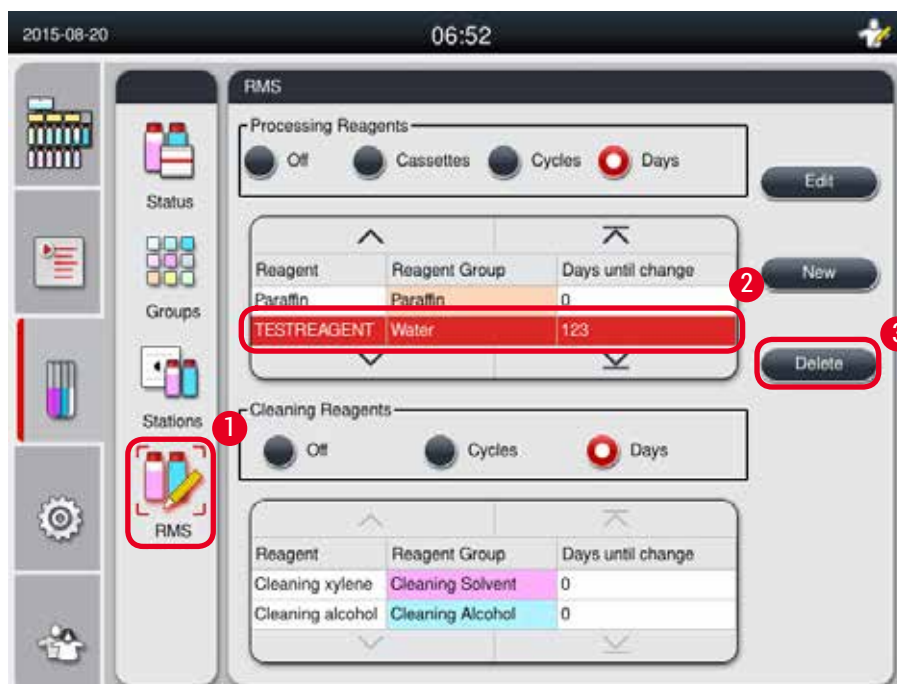 2015-08-20
06:52
RMS
Processing Reagents
Off Cassettes Cycles Days
Edit
Status
Reagent Reagent Group Days until change
2 New
Paraffin Paraffin 0
Groups
TESTREAGENT Water 123
3
Delete
Stations
1
Cleaning Reagents
Off Cycles Days
RMS
Reagent Reagent Group Days until change
Cleaning xylene Cleaning Solvent 0
Cleaning alcohol Cleaning Alcohol 0